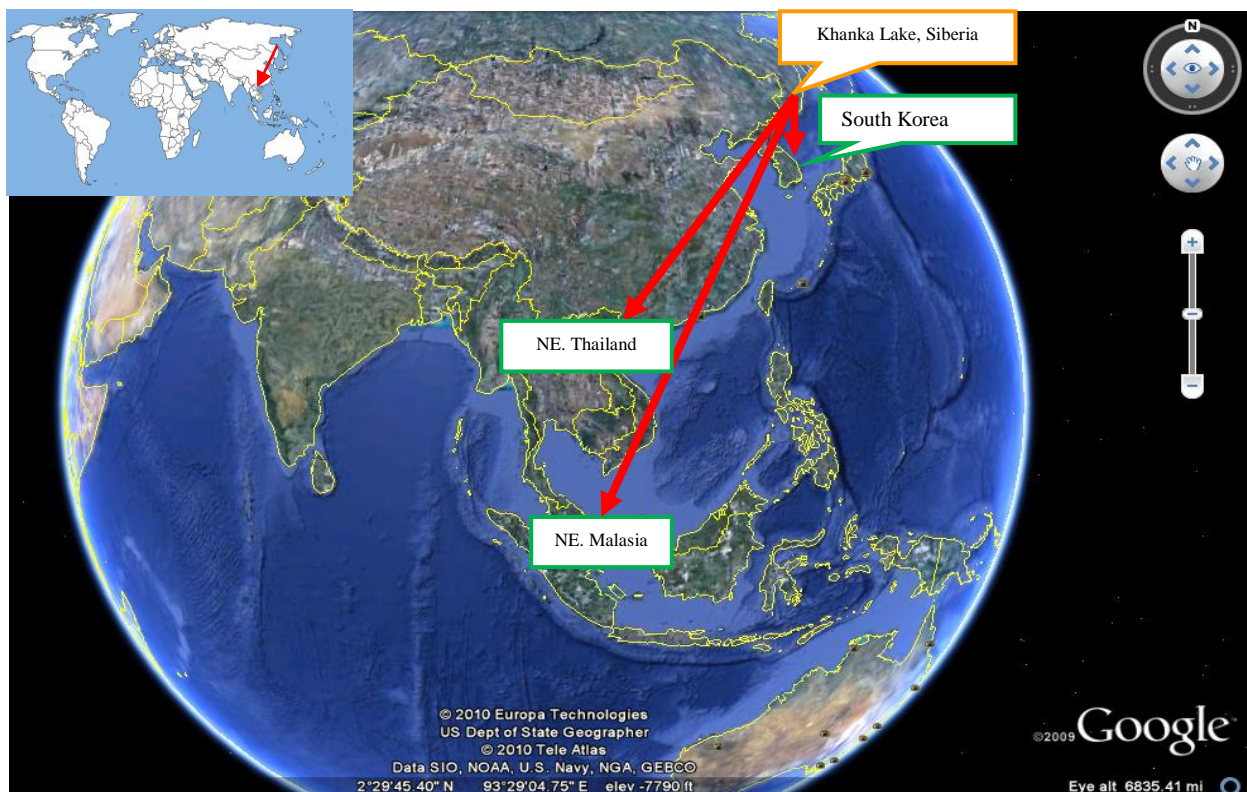 N
Khanka Lake, Siberia
South Korea
NE. Thailand
NE. Malasia
© 2010 Europa Technologies
US Dept of State Geographer
© 2010 Tele Atlas
Data SIO, NOAA, U.S. Navy, NGA, GEBCO
©2009 Google
2°29'45.40" N 93°29'04.75" E elev -7790 ft
Eye alt 6835.41 mi